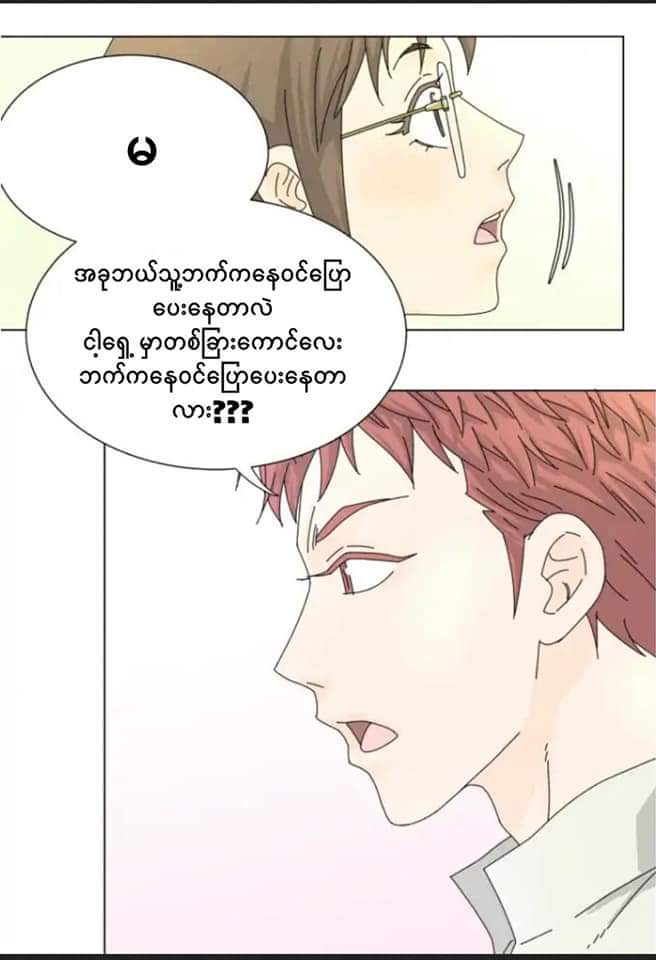 မ
အခုဘယ်သူ့ဘက်ကနေဝင်ပြော
ပေးနေတာလဲ
ငါ့ရှေ့ မှာတစ်ခြားကောင်လေး
ဘက်ကနေဝင်ပြောပေးနေတာ
လား???